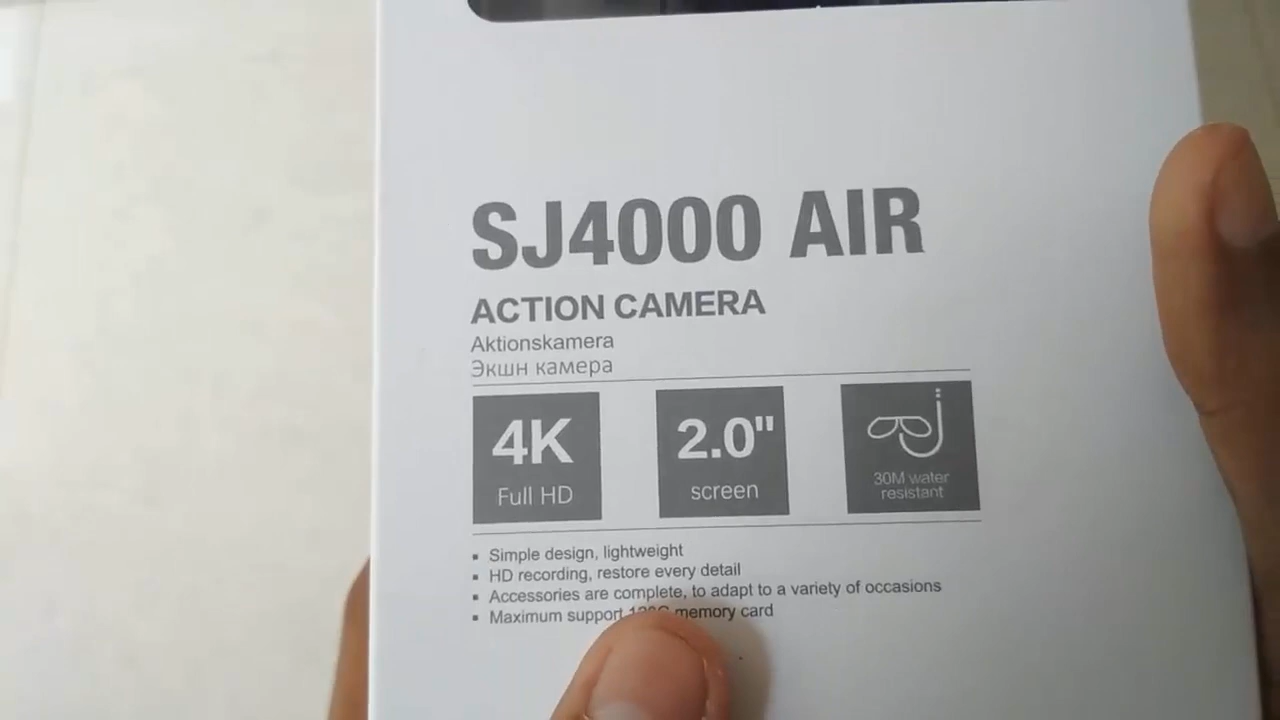 SJ4000 AIR
ACTION CAMERA
Aktionskamera
Экшн камера
4K
Full HD
2.0"
screen
30M water
resistant
▪ Simple design, lightweight
▪ HD recording, restore every detail
▪ Accessories are complete, to adapt to a variety of occasions
▪ Maximum support memory card